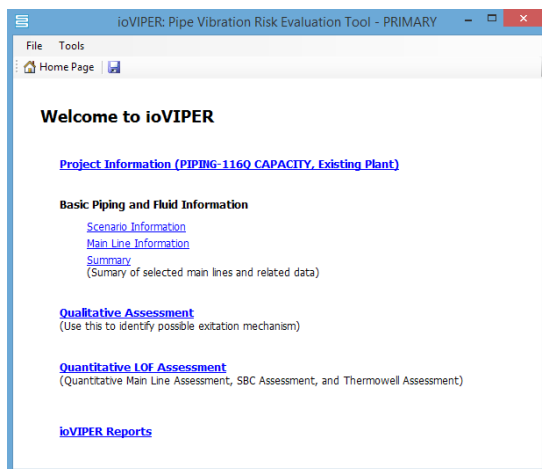 ioVIPER: Pipe Vibration Risk Evaluation Tool - PRIMARY
File Tools
Home Page
Welcome to ioVIPER
Project Information (PIPING-116Q CAPACITY, Existing Plant)
Basic Piping and Fluid Information
Scenario Information
Main Line Information
Summary
(Sumary of selected main lines and related data)
Qualitative Assessment
(Use this to identify possible exitation mechanism)
Quantitative LOF Assessment
(Quantitative Main Line Assessment, SBC Assessment, and Thermowell Assessment)
ioVIPER Reports